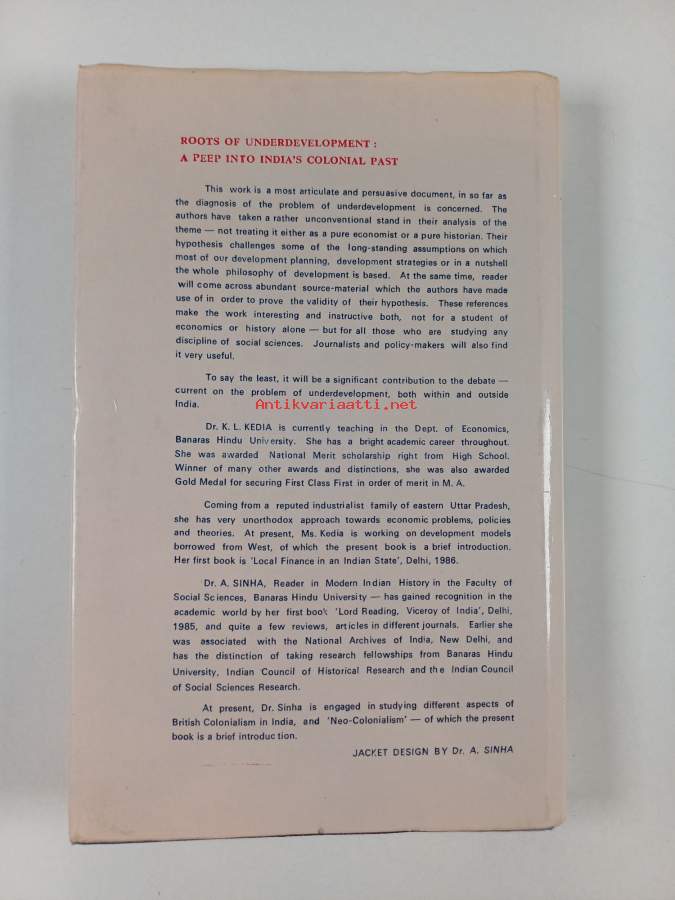 ROOTS OF UNDERDEVELOPMENT :
A PEEP INTO INDIA'S COLONIAL PAST
This work is a most articulate and persuasive document, in so far as
the diagnosis of the problem of underdevelopment is concerned. The
authors have taken a rather unconventional stand in their analysis of the
theme — not treating it either as a pure economist or a pure historian. Their
hypothesis challenges some of the long-standing assumptions on which
most of our development planning, development strategies or in a nutshell
the whole philosophy of development is based. At the same time, reader
will come across abundant source-material which the authors have made
use of in order to prove the validity of their hypothesis. These references
make the work interesting and instructive both, not for a student of
economics or history alone — but for all those who are studying any
discipline of social sciences. Journalists and policy-makers will also find
it very useful.
To say the least, it will be a significant contribution to the debate —
current on the problem of underdevelopment, both within and outside
India.
Antikvariaatti.net
Dr. K. L. KEDIA is currently teaching in the Dept. of Economics,
Banaras Hindu University. She has a bright academic career throughout.
She was awarded National Merit scholarship right from High School.
Winner of many other awards and distinctions, she was also awarded
Gold Medal for securing First Class First in order of merit in M. A.
Coming from a reputed industrialist family of eastern Uttar Pradesh,
she has very unorthodox approach towards economic problems, policies
and theories. At present, Ms. Kedia is working on development models
borrowed from West, of which the present book is a brief introduction.
Her first book is 'Local Finance in an Indian State', Delhi, 1986.
Dr. A. SINHA, Reader in Modern Indian History in the Faculty of
Social Sciences, Banaras Hindu University — has gained recognition in the
academic world by her first book 'Lord Reading, Viceroy of India', Delhi,
1985, and quite a few reviews, articles in different journals. Earlier she
was associated with the National Archives of India, New Delhi, and
has the distinction of taking research fellowships from Banaras Hindu
University, Indian Council of Historical Research and the Indian Council
of Social Sciences Research.
At present, Dr. Sinha is engaged in studying different aspects of
British Colonialism in India, and 'Neo-Colonialism' — of which the present
book is a brief introduction.
JACKET DESIGN BY Dr. A. SINHA